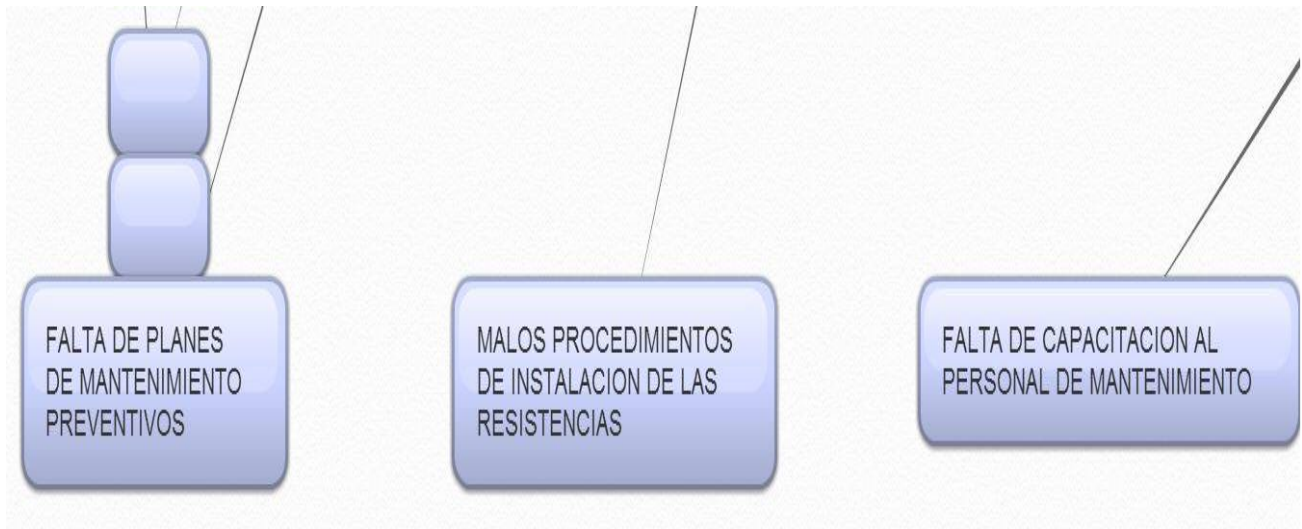 FALTA DE PLANES
DE MANTENIMIENTO
PREVENTIVOS
MALOS PROCEDIMIENTOS
DE INSTALACION DE LAS
RESISTENCIAS
FALTA DE CAPACITACION AL
PERSONAL DE MANTENIMIENTO